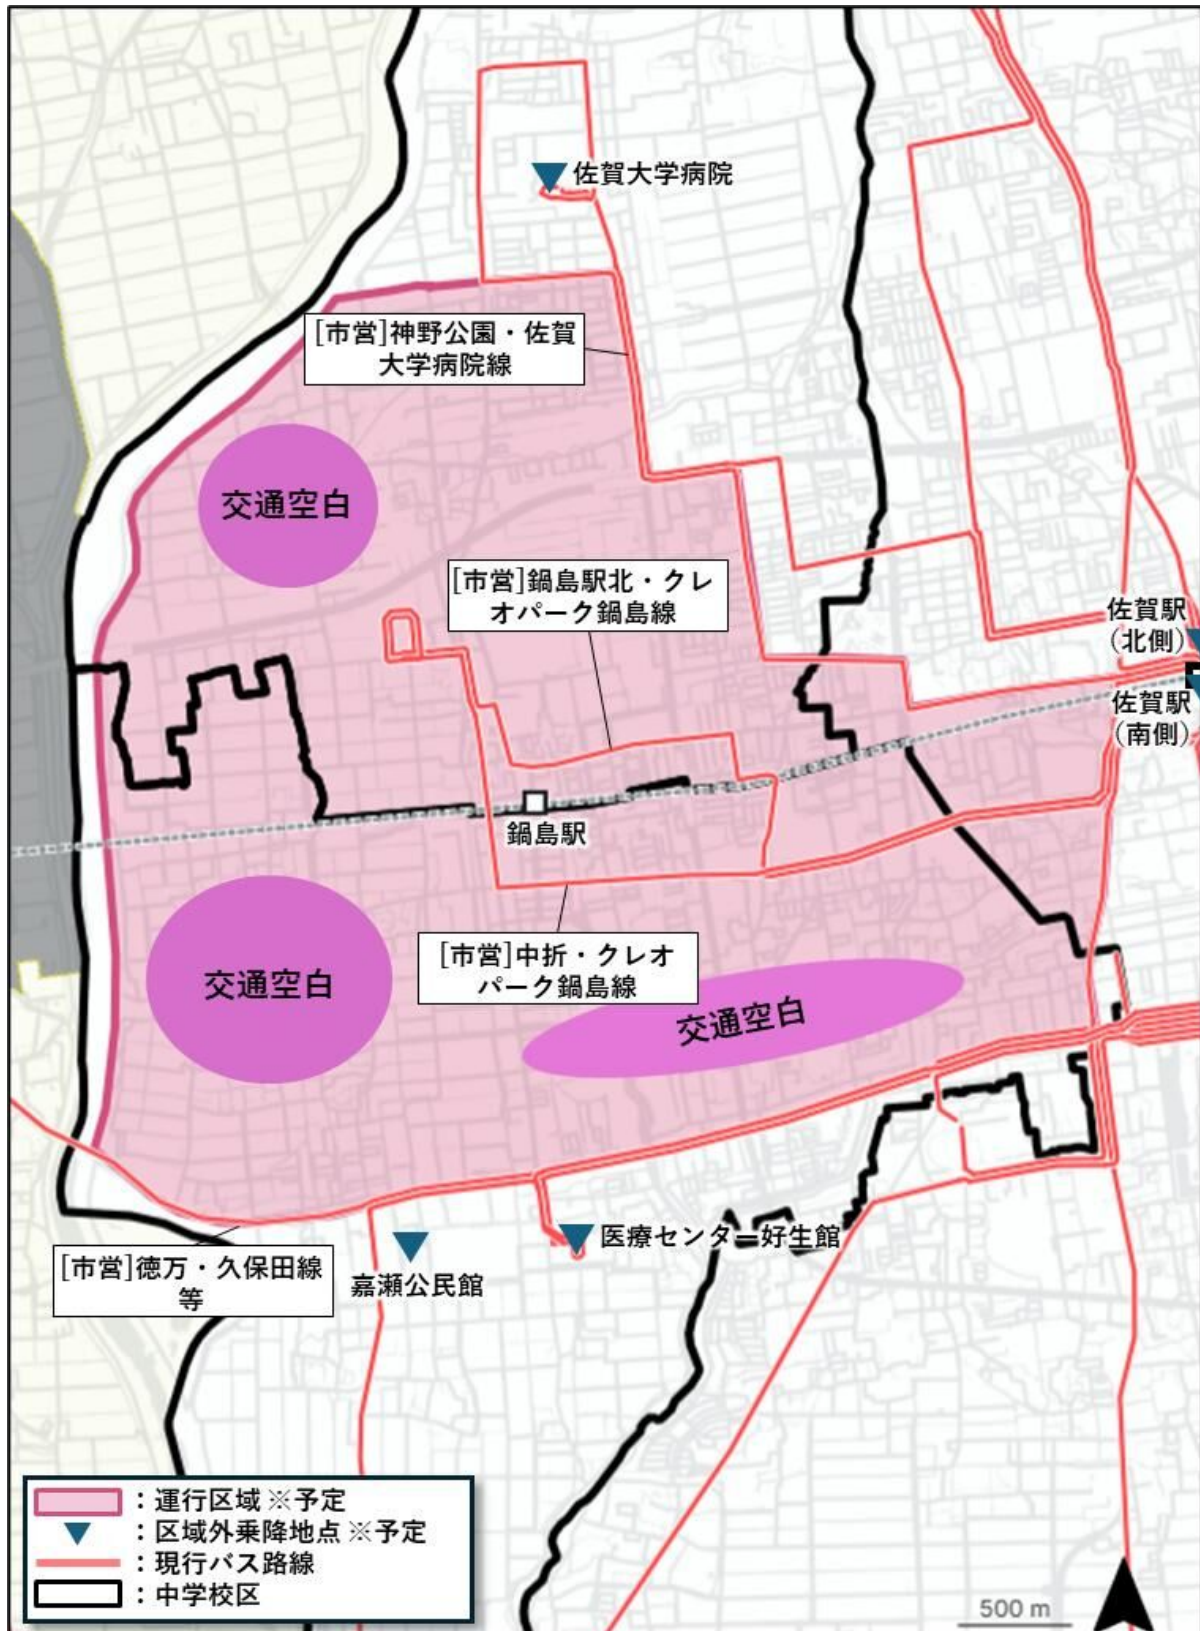 佐賀大学病院
[市営]神野公園・佐賀
大学病院線
交通空白
[市営]鍋島駅北・クレ
オパーク鍋島線
佐賀駅
（北側）
佐賀駅
（南側）
鍋島駅
[市営]中折・クレオ
パーク鍋島線
交通空白
交通空白
医療センター好生館
[市営]徳万・久保田線
等
嘉瀬公民館
：運行区域 ※予定
：区域外乗降地点 ※予定
：現行バス路線
：中学校区
500 m